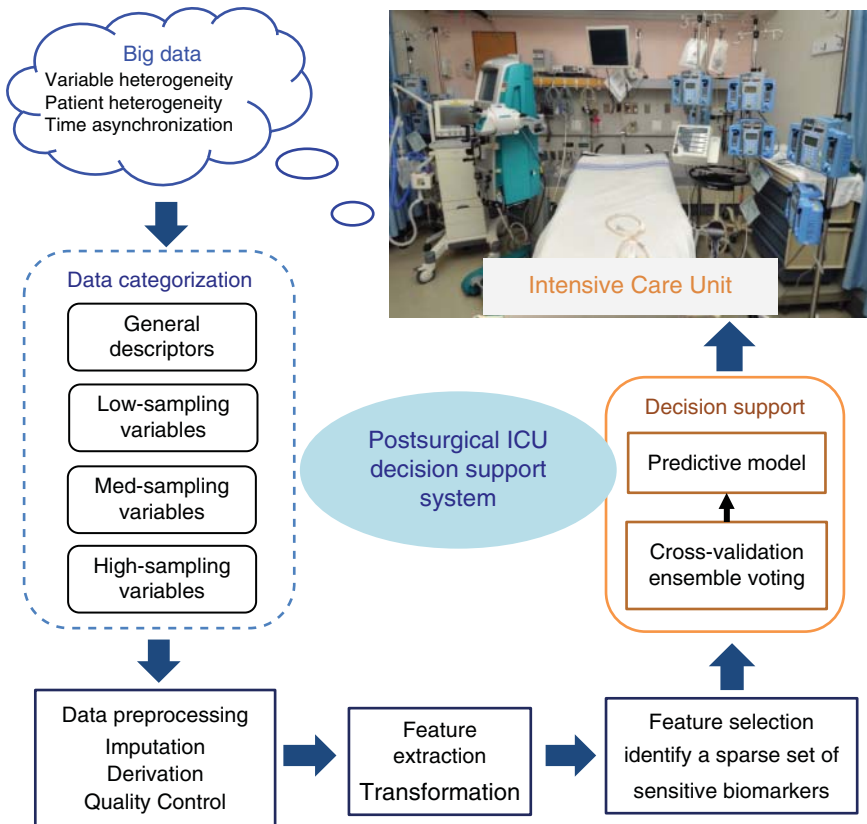 Big data
Variable heterogeneity
Patient heterogeneity
Time asynchronization
Data categorization
General
descriptors
Low-sampling
variables
Med-sampling
variables
High-sampling
variables
Data preprocessing
Imputation
Derivation
Quality Control
Feature
extraction
Transformation
Feature selection
identify a sparse set of
sensitive biomarkers
Decision support
Predictive model
Cross-validation
ensemble voting
Intensive Care Unit
Postsurgical ICU
decision support
system